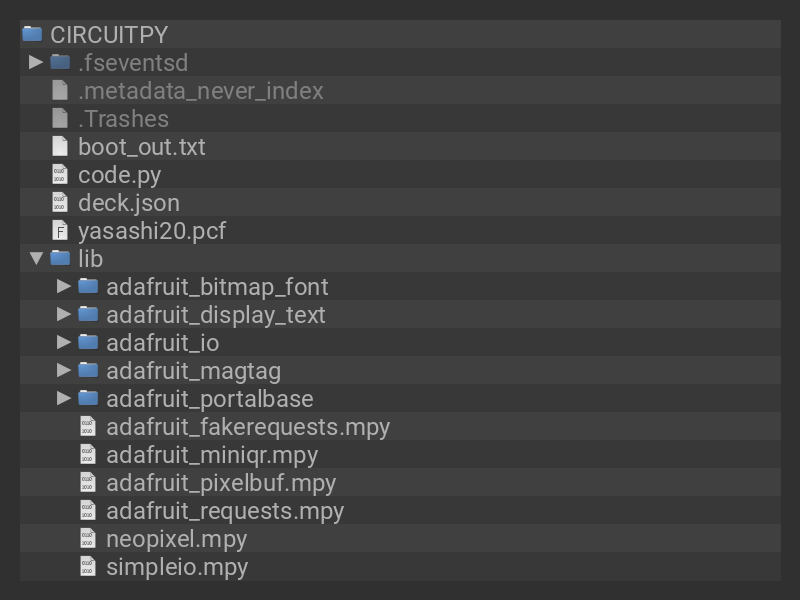 CIRCUITPY
.fseventsd
.metadata_never_index
.Trashes
boot_out.txt
code.py
deck.json
yasashi20.pcf
lib
adafruit_bitmap_font
adafruit_display_text
adafruit_io
adafruit_magtag
adafruit_portalbase
adafruit_fakerequests.mpy
adafruit_miniqr.mpy
adafruit_pixelbuf.mpy
adafruit_requests.mpy
neopixel.mpy
simpleio.mpy